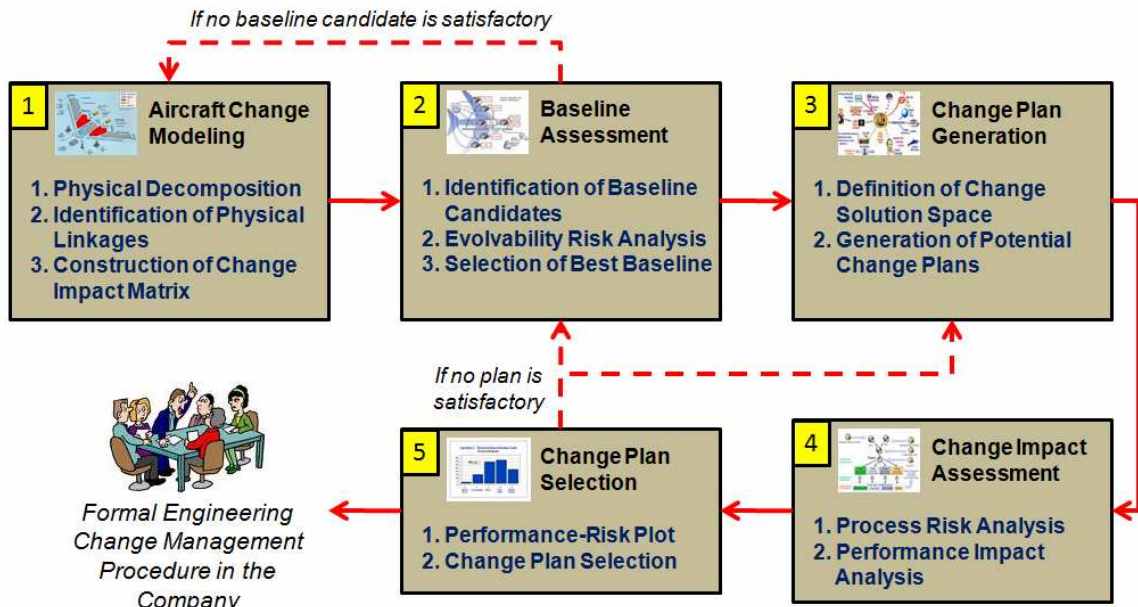 If no baseline candidate is satisfactory
1
Aircraft Change
Modeling
1. Physical Decomposition
2. Identification of Physical
Linkages
3. Construction of Change
Impact Matrix
2
Baseline
Assessment
1. Identification of Baseline
Candidates
2. Evolvability Risk Analysis
3. Selection of Best Baseline
3
Change Plan
Generation
1. Definition of Change
Solution Space
2. Generation of Potential
Change Plans
If no plan is
satisfactory
4
Change Impact
Assessment
1. Process Risk Analysis
2. Performance Impact
Analysis
5
Change Plan
Selection
1. Performance-Risk Plot
2. Change Plan Selection
Formal Engineering
Change Management
Procedure in the
Company